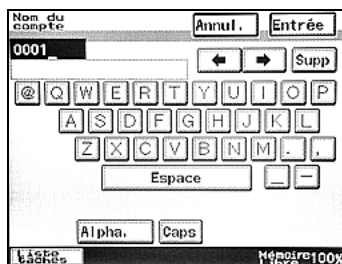 Nom du
compte
Annul. Entrée
0001_
← → Supp
@ Q W E R T Y U I O P
A S D F G H J K L
Z X C V B N M . ,
Espace _ -
Alpha. Caps
Liste
tâches
Mémoire
Libre 100%